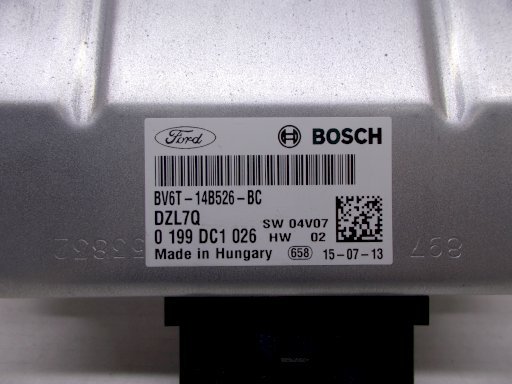 Ford BOSCH
BV6T-14B526-BC
DZL7Q
SW 04V07
0 199 DC1 026 HW 02
Made in Hungary 658 15-07-13
897